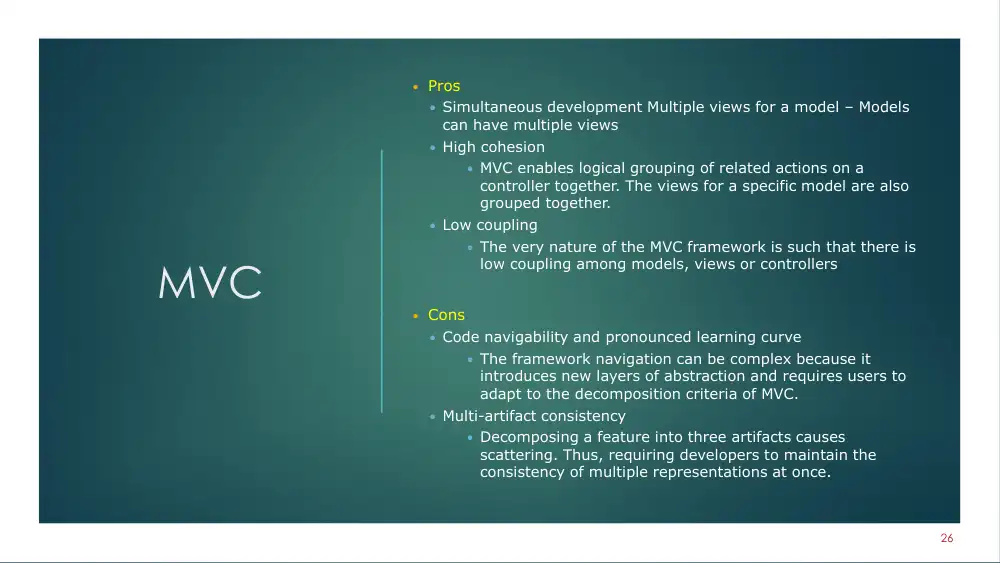 MVC
• Pros
• Simultaneous development Multiple views for a model – Models
can have multiple views
• High cohesion
• MVC enables logical grouping of related actions on a
controller together. The views for a specific model are also
grouped together.
• Low coupling
• The very nature of the MVC framework is such that there is
low coupling among models, views or controllers
• Cons
• Code navigability and pronounced learning curve
• The framework navigation can be complex because it
introduces new layers of abstraction and requires users to
adapt to the decomposition criteria of MVC.
• Multi-artifact consistency
• Decomposing a feature into three artifacts causes
scattering. Thus, requiring developers to maintain the
consistency of multiple representations at once.
26